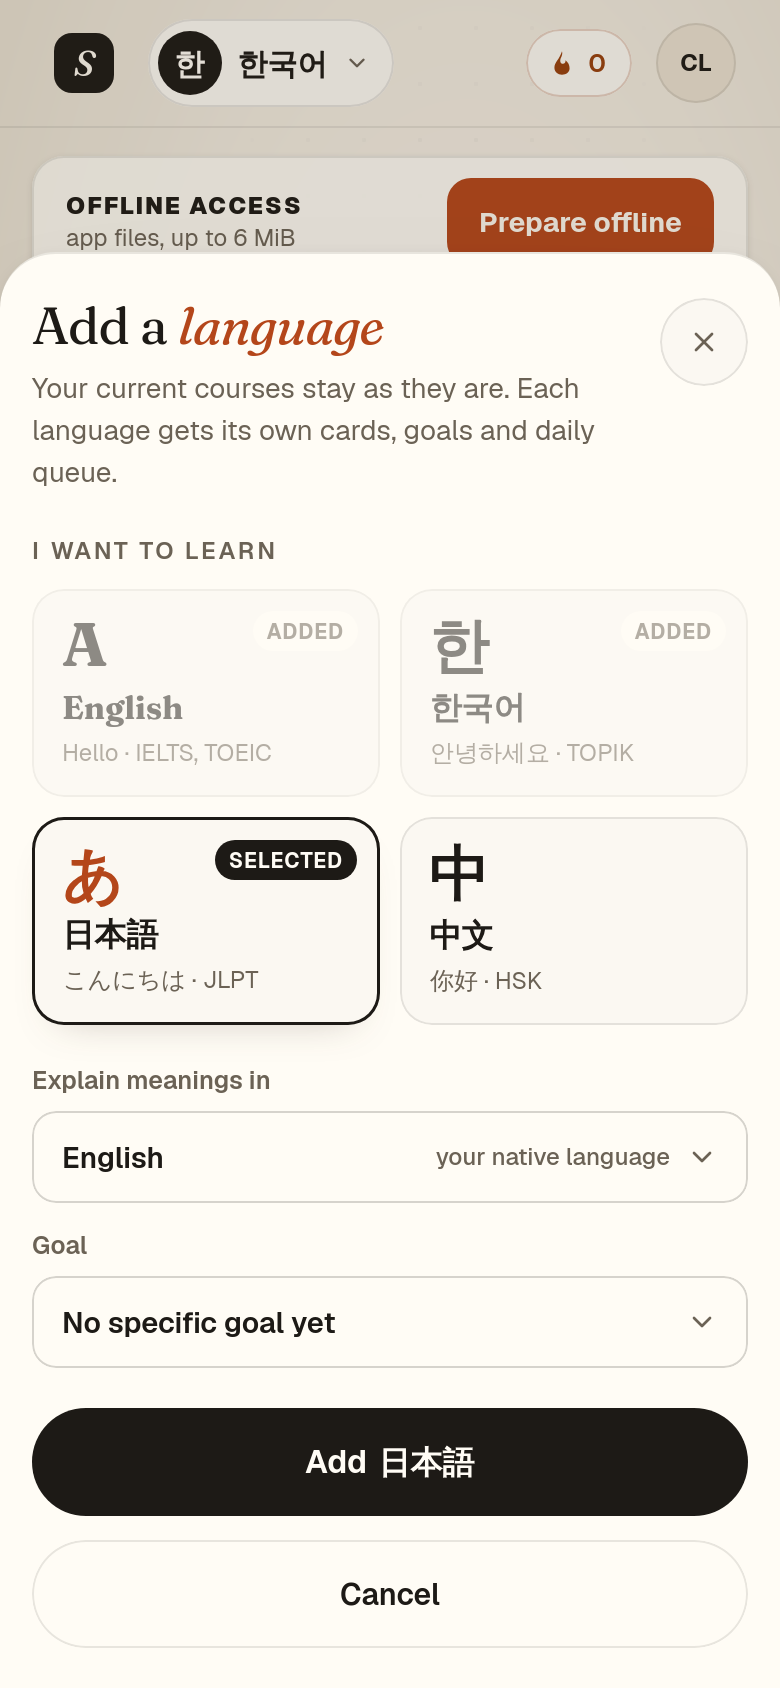 S
한 한국어
0
CL
OFFLINE ACCESS
app files, up to 6 MiB
Prepare offline
Add a language
Your current courses stay as they are. Each
language gets its own cards, goals and daily
queue.
I WANT TO LEARN
A
ADDED
English
Hello · IELTS, TOEIC
한
ADDED
한국어
안녕하세요 · TOPIK
あ
SELECTED
日本語
こんにちは · JLPT
中
中文
你好 · HSK
Explain meanings in
English
your native language
Goal
No specific goal yet
Add 日本語
Cancel